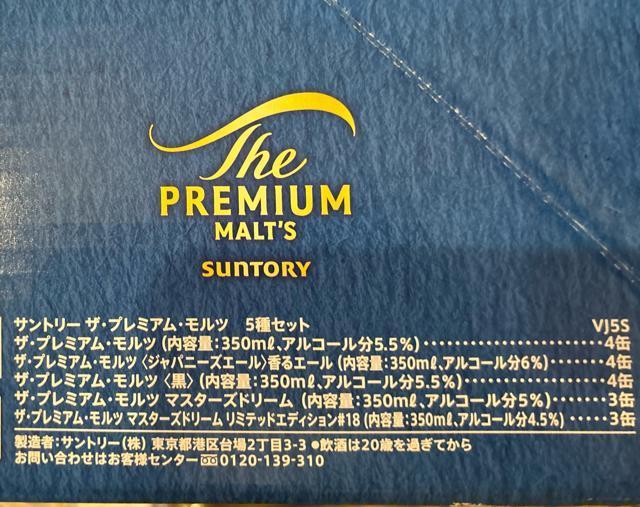 The
PREMIUM
MALT'S
SUNTORY
サントリー ザ・プレミアム・モルツ 5種セット VJ5S
ザ・プレミアム・モルツ (内容量:350mℓ、アルコール分5.5%)・・・・・・・・・・・・・・・・・・・・・・4缶
ザ・プレミアム・モルツ〈ジャパニーズエール〉香るエール (内容量:350mℓ、アルコール分6%)・・・・・・・4缶
ザ・プレミアム・モルツ〈黒〉(内容量:350mℓ、アルコール分5.5%)・・・・・・・・・・・・・・・・・・4缶
ザ・プレミアム・モルツ マスターズドリーム (内容量:350mℓ、アルコール分5%)・・・・・・・・・3缶
ザ・プレミアム・モルツ マスターズドリーム リミテッドエディション#18 (内容量:350mℓ、アルコール分4.5%)・・・・・3缶
製造者:サントリー(株) 東京都港区台場2丁目3-3 ●飲酒は20歳を過ぎてから
お問い合わせはお客様センター 0120-139-310